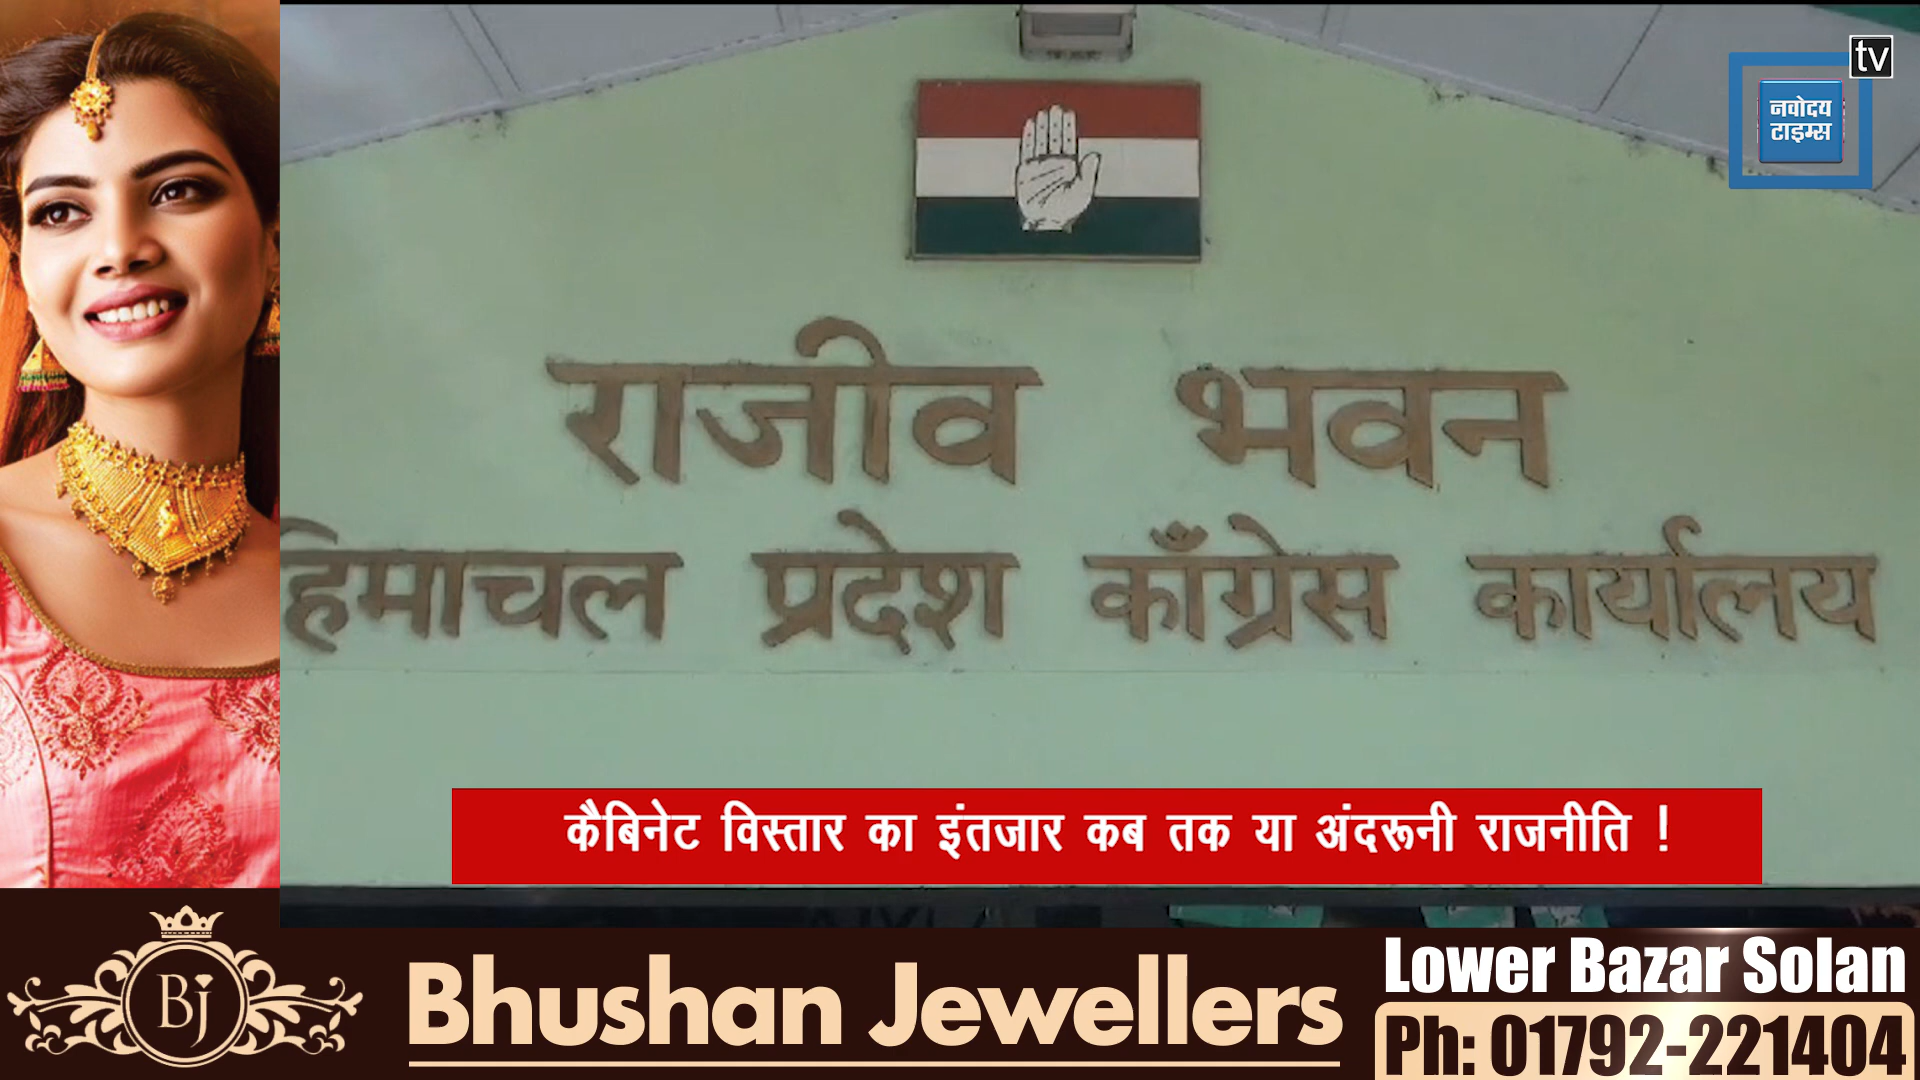 tv
नवोदय
टाइम्स
राजीव भवन
हिमाचल प्रदेश काँग्रेस कार्यालय
कैबिनेट विस्तार का इंतजार कब तक या अंदरूनी राजनीति !
BJ
Bhushan Jewellers
Lower Bazar Solan
Ph: 01792-221404